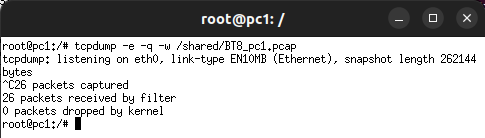 root@pc1: /
root@pc1:/# tcpdump -e -q -w /shared/BT8_pc1.pcap
tcpdump: listening on eth0, link-type EN10MB (Ethernet), snapshot length 262144
bytes
^C26 packets captured
26 packets received by filter
0 packets dropped by kernel
root@pc1:/#